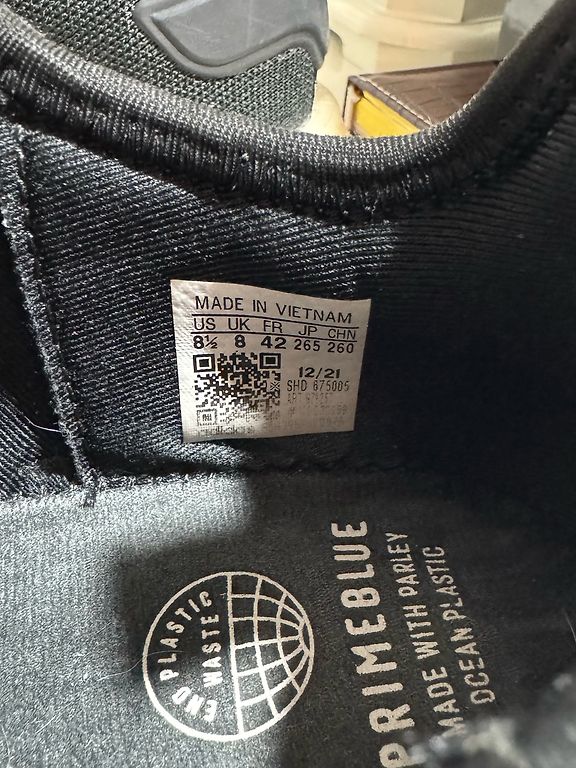 MADE IN VIETNAM
US UK FR JP CHN
8½ 8 42 265 260
12/21
SHD 675005
END PLASTIC
WASTE
PRIMEBLUE
MADE WITH PARLEY
OCEAN PLASTIC